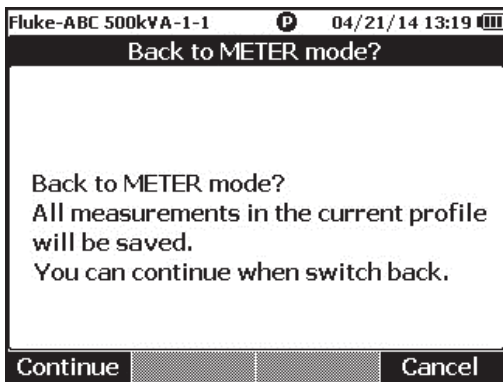 Fluke-ABC 500kVA-1-1 P 04/21/14 13:19
Back to METER mode?
Back to METER mode?
All measurements in the current profile
will be saved.
You can continue when switch back.
Continue Cancel